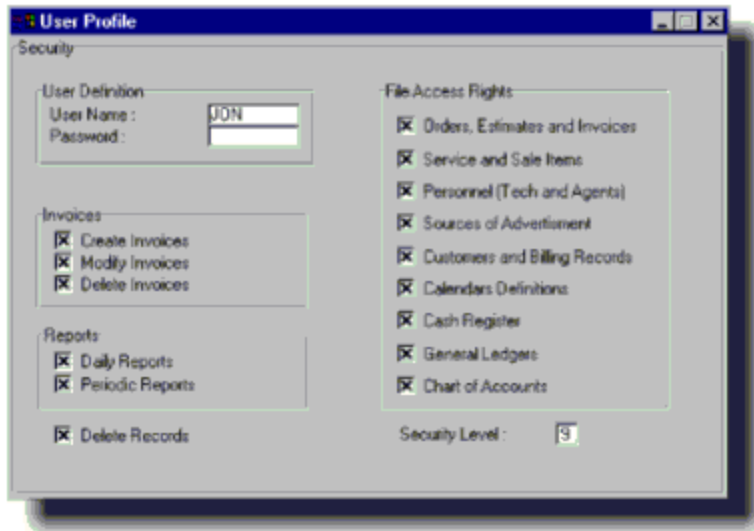 User Profile
Security
User Definition
User Name : JON
Password :
Invoices
Create Invoices
Modify Invoices
Delete Invoices
Reports
Daily Reports
Periodic Reports
Delete Records
File Access Rights
Orders, Estimates and Invoices
Service and Sale Items
Personnel (Tech and Agents)
Sources of Advertisment
Customers and Billing Records
Calendars Definitions
Cash Register
General Ledgers
Chart of Accounts
Security Level : 9